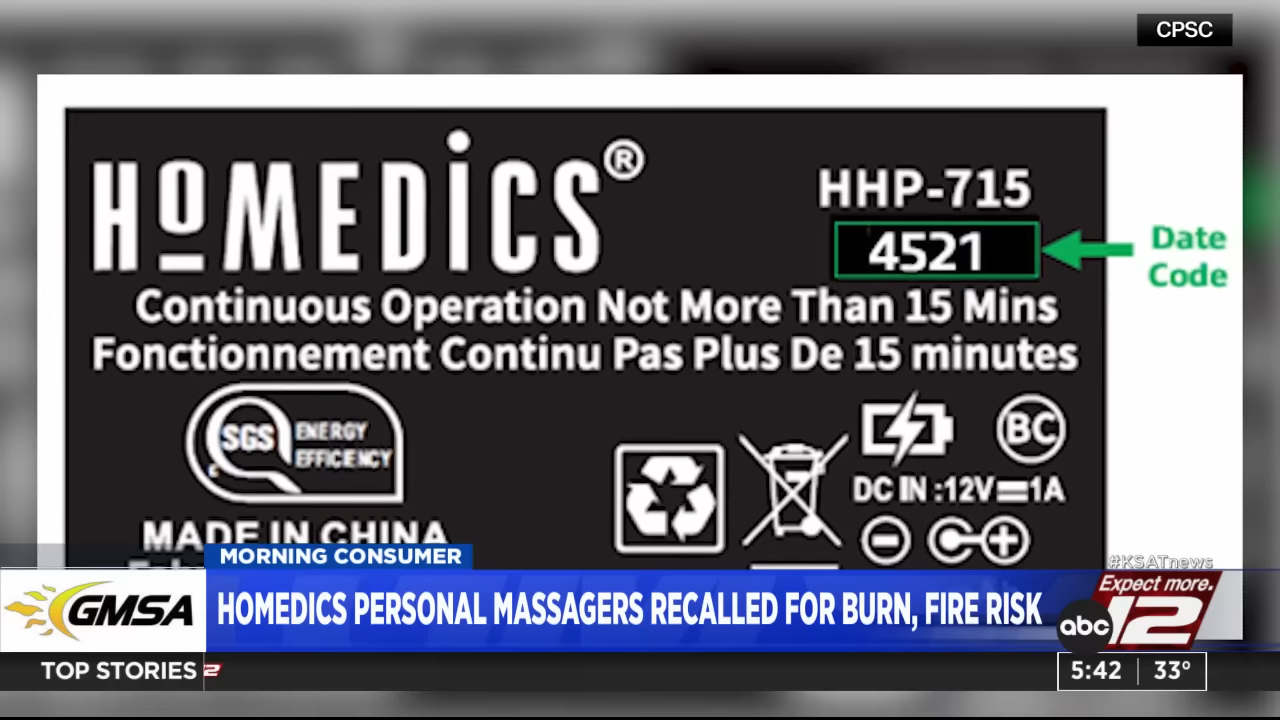 CPSC
HOMEDICS®
HHP-715
4521
Date
Code
Continuous Operation Not More Than 15 Mins
Fonctionnement Continu Pas Plus De 15 minutes
SGS ENERGY
EFFICIENCY
BC
DC IN :12V⎓1A
MADE IN CHINA
MORNING CONSUMER
#KSATnews
GMSA
HOMEDICS PERSONAL MASSAGERS RECALLED FOR BURN, FIRE RISK
Expect more.
abc 12
TOP STORIES
5:42 33°